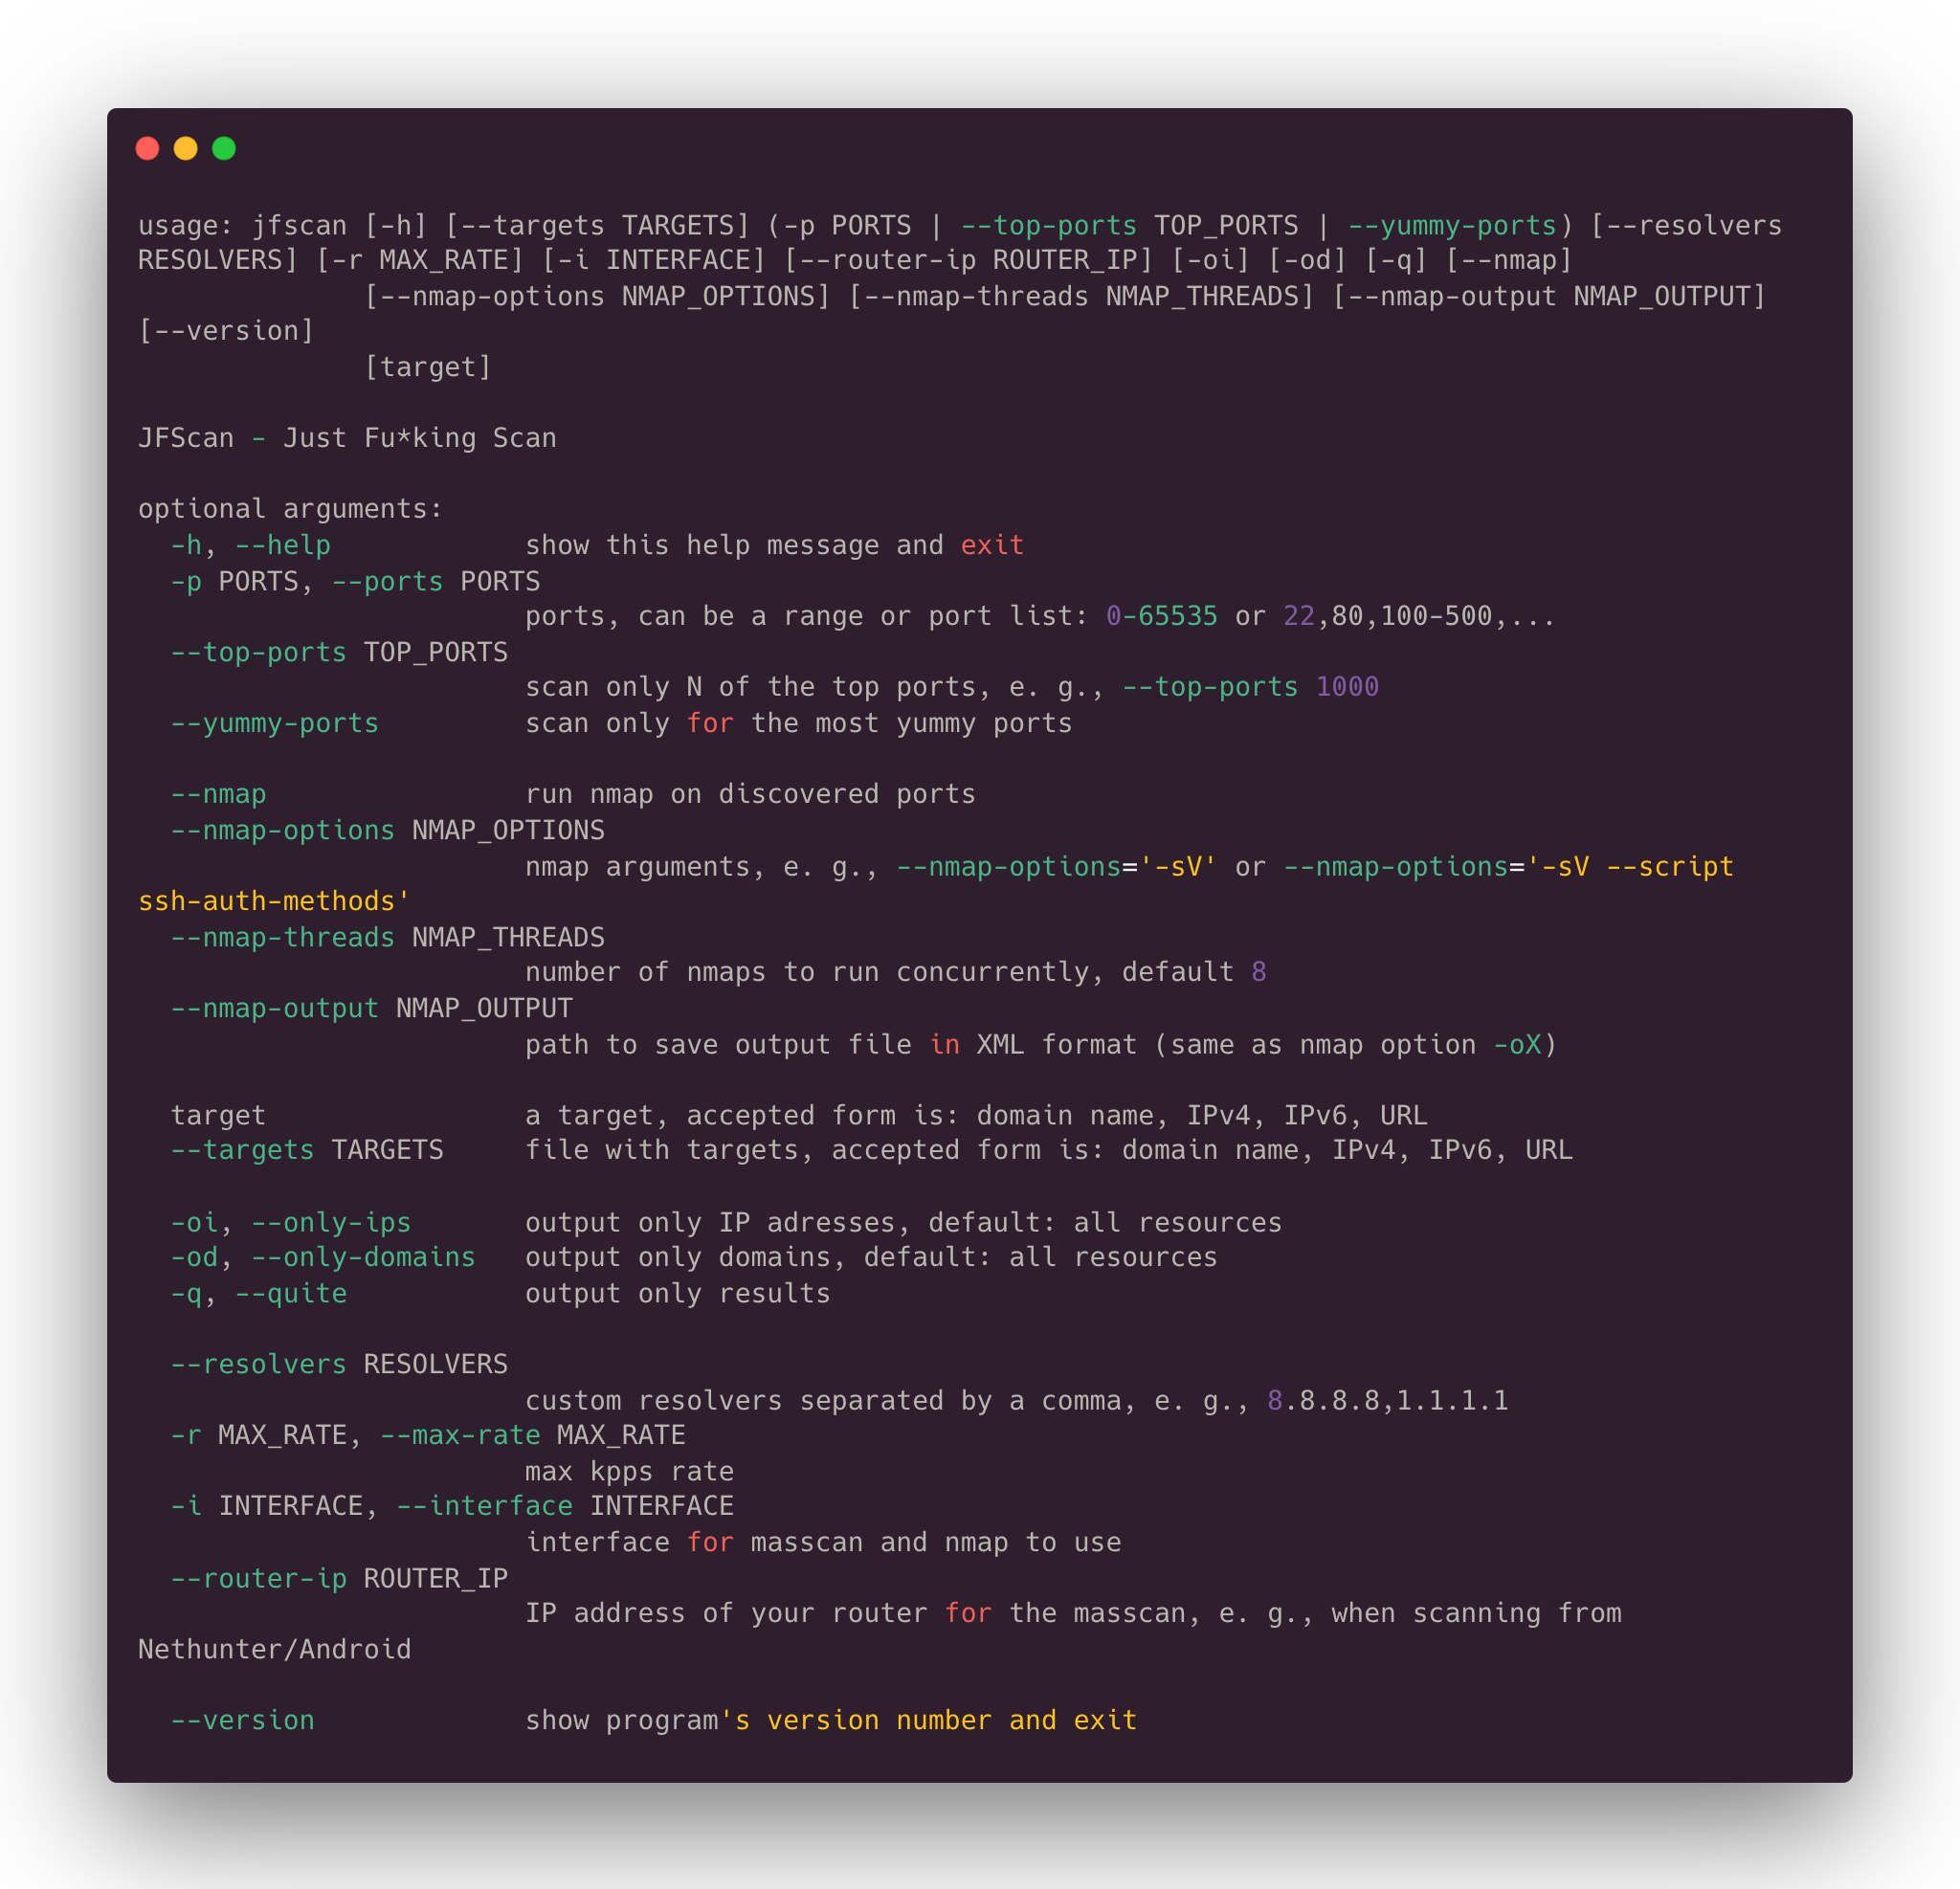 usage: jfscan [-h] [--targets TARGETS] (-p PORTS | --top-ports TOP_PORTS | --yummy-ports) [--resolvers
RESOLVERS] [-r MAX_RATE] [-i INTERFACE] [--router-ip ROUTER_IP] [-oi] [-od] [-q] [--nmap]
              [--nmap-options NMAP_OPTIONS] [--nmap-threads NMAP_THREADS] [--nmap-output NMAP_OUTPUT]
[--version]
              [target]

JFScan - Just Fu*king Scan

optional arguments:
  -h, --help            show this help message and exit
  -p PORTS, --ports PORTS
                        ports, can be a range or port list: 0-65535 or 22,80,100-500,...
  --top-ports TOP_PORTS
                        scan only N of the top ports, e. g., --top-ports 1000
  --yummy-ports         scan only for the most yummy ports

  --nmap                run nmap on discovered ports
  --nmap-options NMAP_OPTIONS
                        nmap arguments, e. g., --nmap-options='-sV' or --nmap-options='-sV --script
ssh-auth-methods'
  --nmap-threads NMAP_THREADS
                        number of nmaps to run concurrently, default 8
  --nmap-output NMAP_OUTPUT
                        path to save output file in XML format (same as nmap option -oX)

  target                a target, accepted form is: domain name, IPv4, IPv6, URL
  --targets TARGETS     file with targets, accepted form is: domain name, IPv4, IPv6, URL

  -oi, --only-ips       output only IP adresses, default: all resources
  -od, --only-domains   output only domains, default: all resources
  -q, --quite           output only results

  --resolvers RESOLVERS
                        custom resolvers separated by a comma, e. g., 8.8.8.8,1.1.1.1
  -r MAX_RATE, --max-rate MAX_RATE
                        max kpps rate
  -i INTERFACE, --interface INTERFACE
                        interface for masscan and nmap to use
  --router-ip ROUTER_IP
                        IP address of your router for the masscan, e. g., when scanning from
Nethunter/Android

  --version             show program's version number and exit